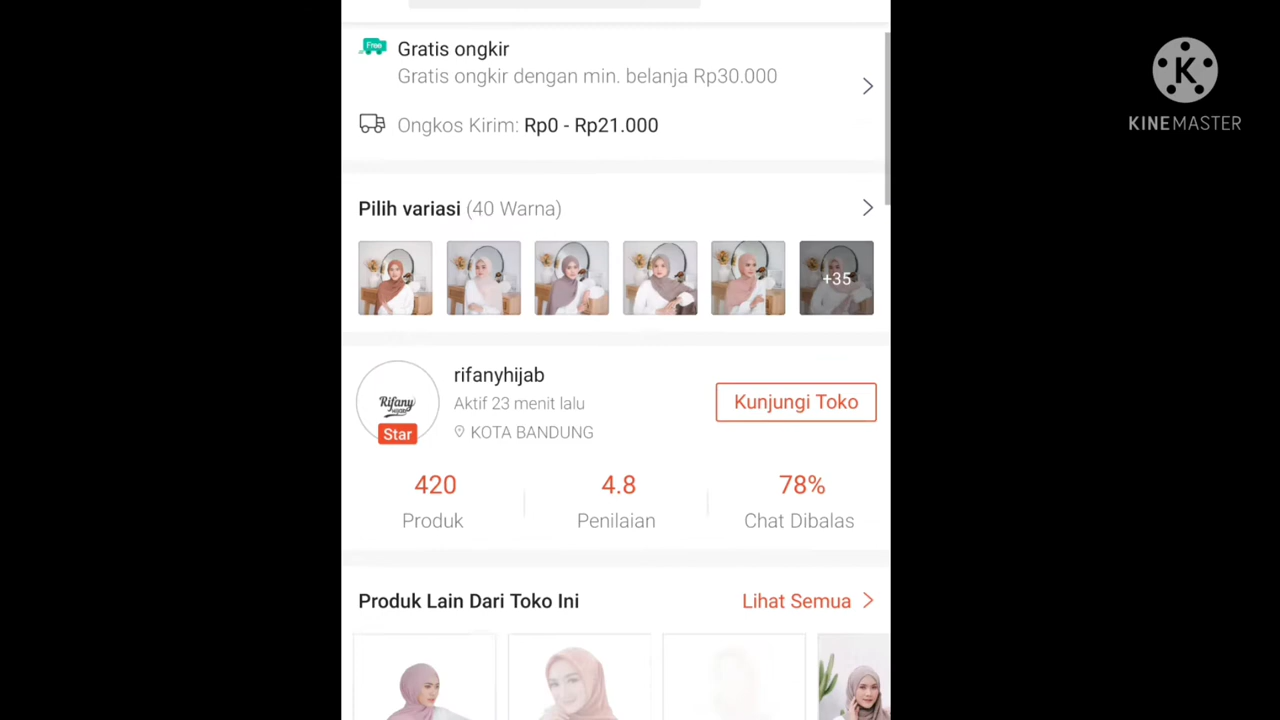 Free
Gratis ongkir
Gratis ongkir dengan min. belanja Rp30.000
Ongkos Kirim: Rp0 - Rp21.000
K
KINEMASTER
Pilih variasi (40 Warna)
+35
Rifany
HIJAB
Star
rifanyhijab
Aktif 23 menit lalu
KOTA BANDUNG
Kunjungi Toko
420
4.8
78%
Produk
Penilaian
Chat Dibalas
Produk Lain Dari Toko Ini
Lihat Semua